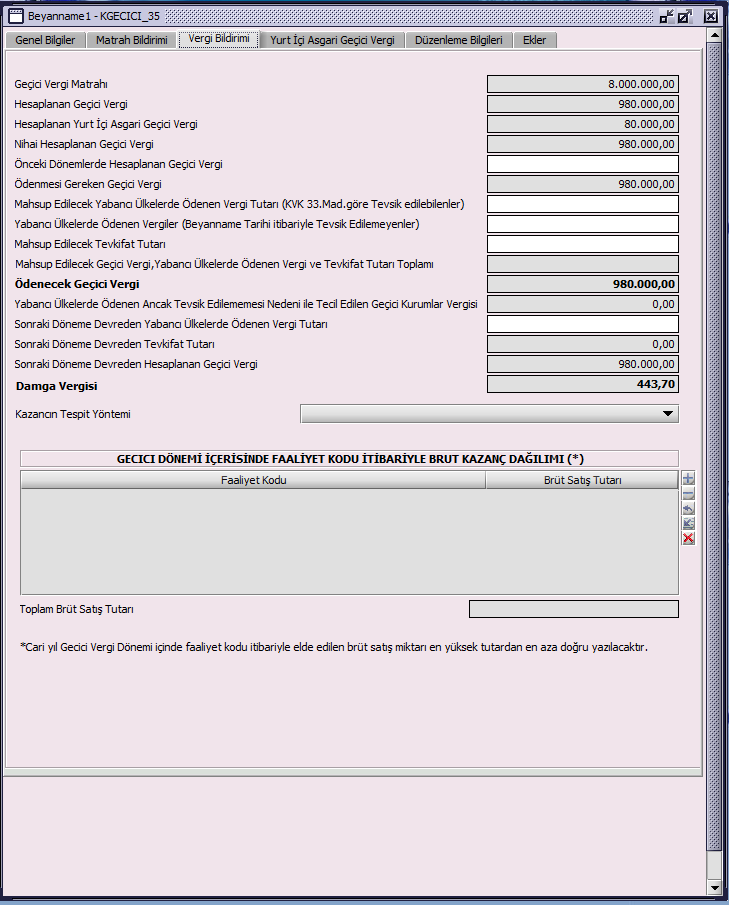 Beyanname1 - KGECICI_35
Genel Bilgiler Matrah Bildirimi Vergi Bildirimi Yurt İçi Asgari Geçici Vergi Düzenleme Bilgileri Ekler
Geçici Vergi Matrahı 8.000.000,00
Hesaplanan Geçici Vergi 980.000,00
Hesaplanan Yurt İçi Asgari Geçici Vergi 80.000,00
Nihai Hesaplanan Geçici Vergi 980.000,00
Önceki Dönemlerde Hesaplanan Geçici Vergi
Ödenmesi Gereken Geçici Vergi 980.000,00
Mahsup Edilecek Yabancı Ülkelerde Ödenen Vergi Tutarı (KVK 33.Mad.göre Tevsik edilebilenler)
Yabancı Ülkelerde Ödenen Vergiler (Beyanname Tarihi itibariyle Tevsik Edilemeyenler)
Mahsup Edilecek Tevkifat Tutarı
Mahsup Edilecek Geçici Vergi,Yabancı Ülkelerde Ödenen Vergi ve Tevkifat Tutarı Toplamı
Ödenecek Geçici Vergi 980.000,00
Yabancı Ülkelerde Ödenen Ancak Tevsik Edilememesi Nedeni ile Tecil Edilen Geçici Kurumlar Vergisi 0,00
Sonraki Döneme Devreden Yabancı Ülkelerde Ödenen Vergi Tutarı
Sonraki Döneme Devreden Tevkifat Tutarı 0,00
Sonraki Döneme Devreden Hesaplanan Geçici Vergi 980.000,00
Damga Vergisi 443,70
Kazancın Tespit Yöntemi
GECICI DÖNEMİ İÇERİSİNDE FAALİYET KODU İTİBARİYLE BRUT KAZANÇ DAĞILIMI (*)
Faaliyet Kodu Brüt Satış Tutarı
Toplam Brüt Satış Tutarı
*Cari yıl Gecici Vergi Dönemi içinde faaliyet kodu itibariyle elde edilen brüt satış miktarı en yüksek tutardan en aza doğru yazılacaktır.